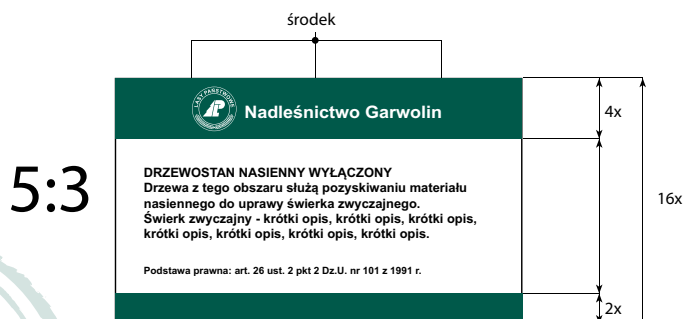 środek
LASY PAŃSTWOWE
Nadleśnictwo Garwolin
4x
5:3
DRZEWOSTAN NASIENNY WYŁĄCZONY
Drzewa z tego obszaru służą pozyskiwaniu materiału
nasiennego do uprawy świerka zwyczajnego.
Świerk zwyczajny - krótki opis, krótki opis, krótki opis,
krótki opis, krótki opis, krótki opis, krótki opis.
16x
Podstawa prawna: art. 26 ust. 2 pkt 2 Dz.U. nr 101 z 1991 r.
2x